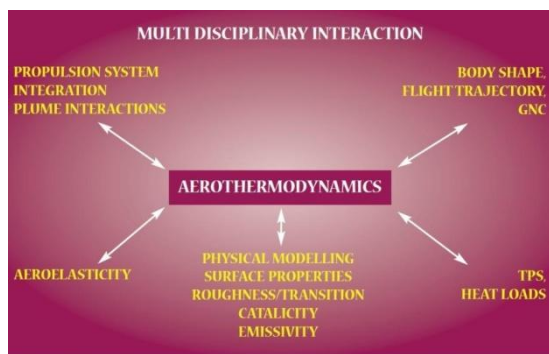 MULTI DISCIPLINARY INTERACTION
PROPULSION SYSTEM
INTEGRATION
PLUME INTERACTIONS
BODY SHAPE,
FLIGHT TRAJECTORY,
GNC
AEROTHERMODYNAMICS
AEROELASTICITY
PHYSICAL MODELLING
SURFACE PROPERTIES
ROUGHNESS/TRANSITION
CATALICITY
EMISSIVITY
TPS,
HEAT LOADS